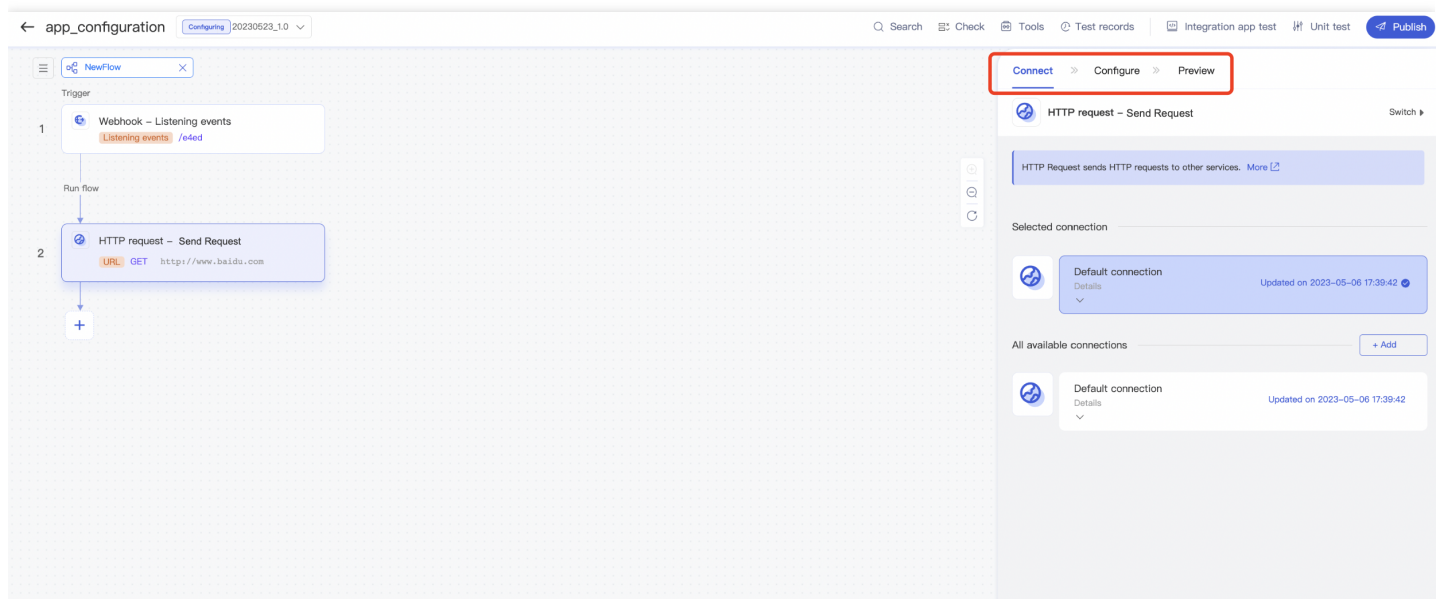 app_configuration Configuring 20230523_1.0
Search Check Tools Test records Integration app test Unit test Publish
NewFlow
Trigger
1
Webhook – Listening events
Listening events /e4ed
Run flow
2
HTTP request – Send Request
URL GET http://www.baidu.com
Connect Configure Preview
HTTP request – Send Request
Switch
HTTP Request sends HTTP requests to other services. More
Selected connection
Default connection
Details
Updated on 2023–05–06 17:39:42
All available connections
+ Add
Default connection
Details
Updated on 2023–05–06 17:39:42